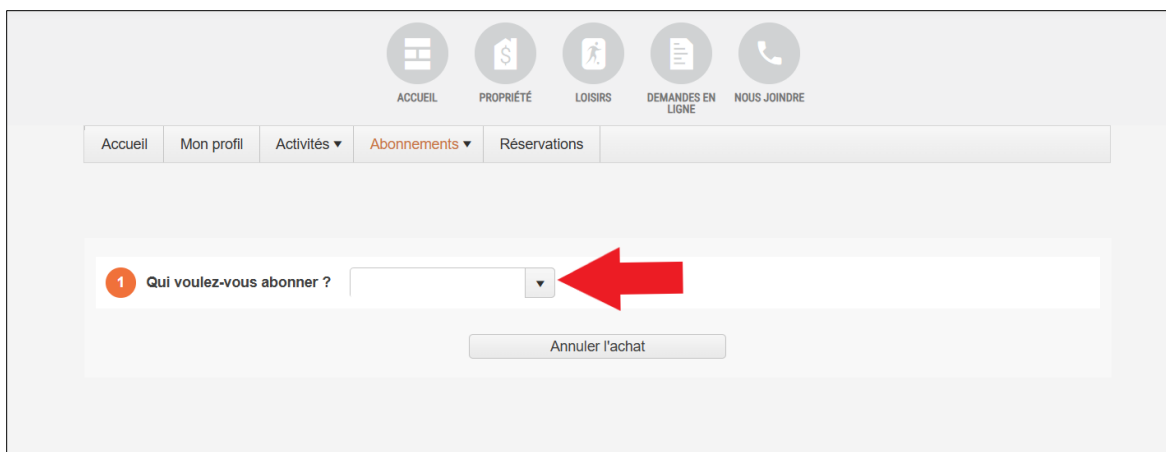 ACCUEIL
PROPRIÉTÉ
LOISIRS
DEMANDES EN
LIGNE
NOUS JOINDRE
Accueil
Mon profil
Activités
Abonnements
Réservations
1 Qui voulez-vous abonner ?
Annuler l'achat